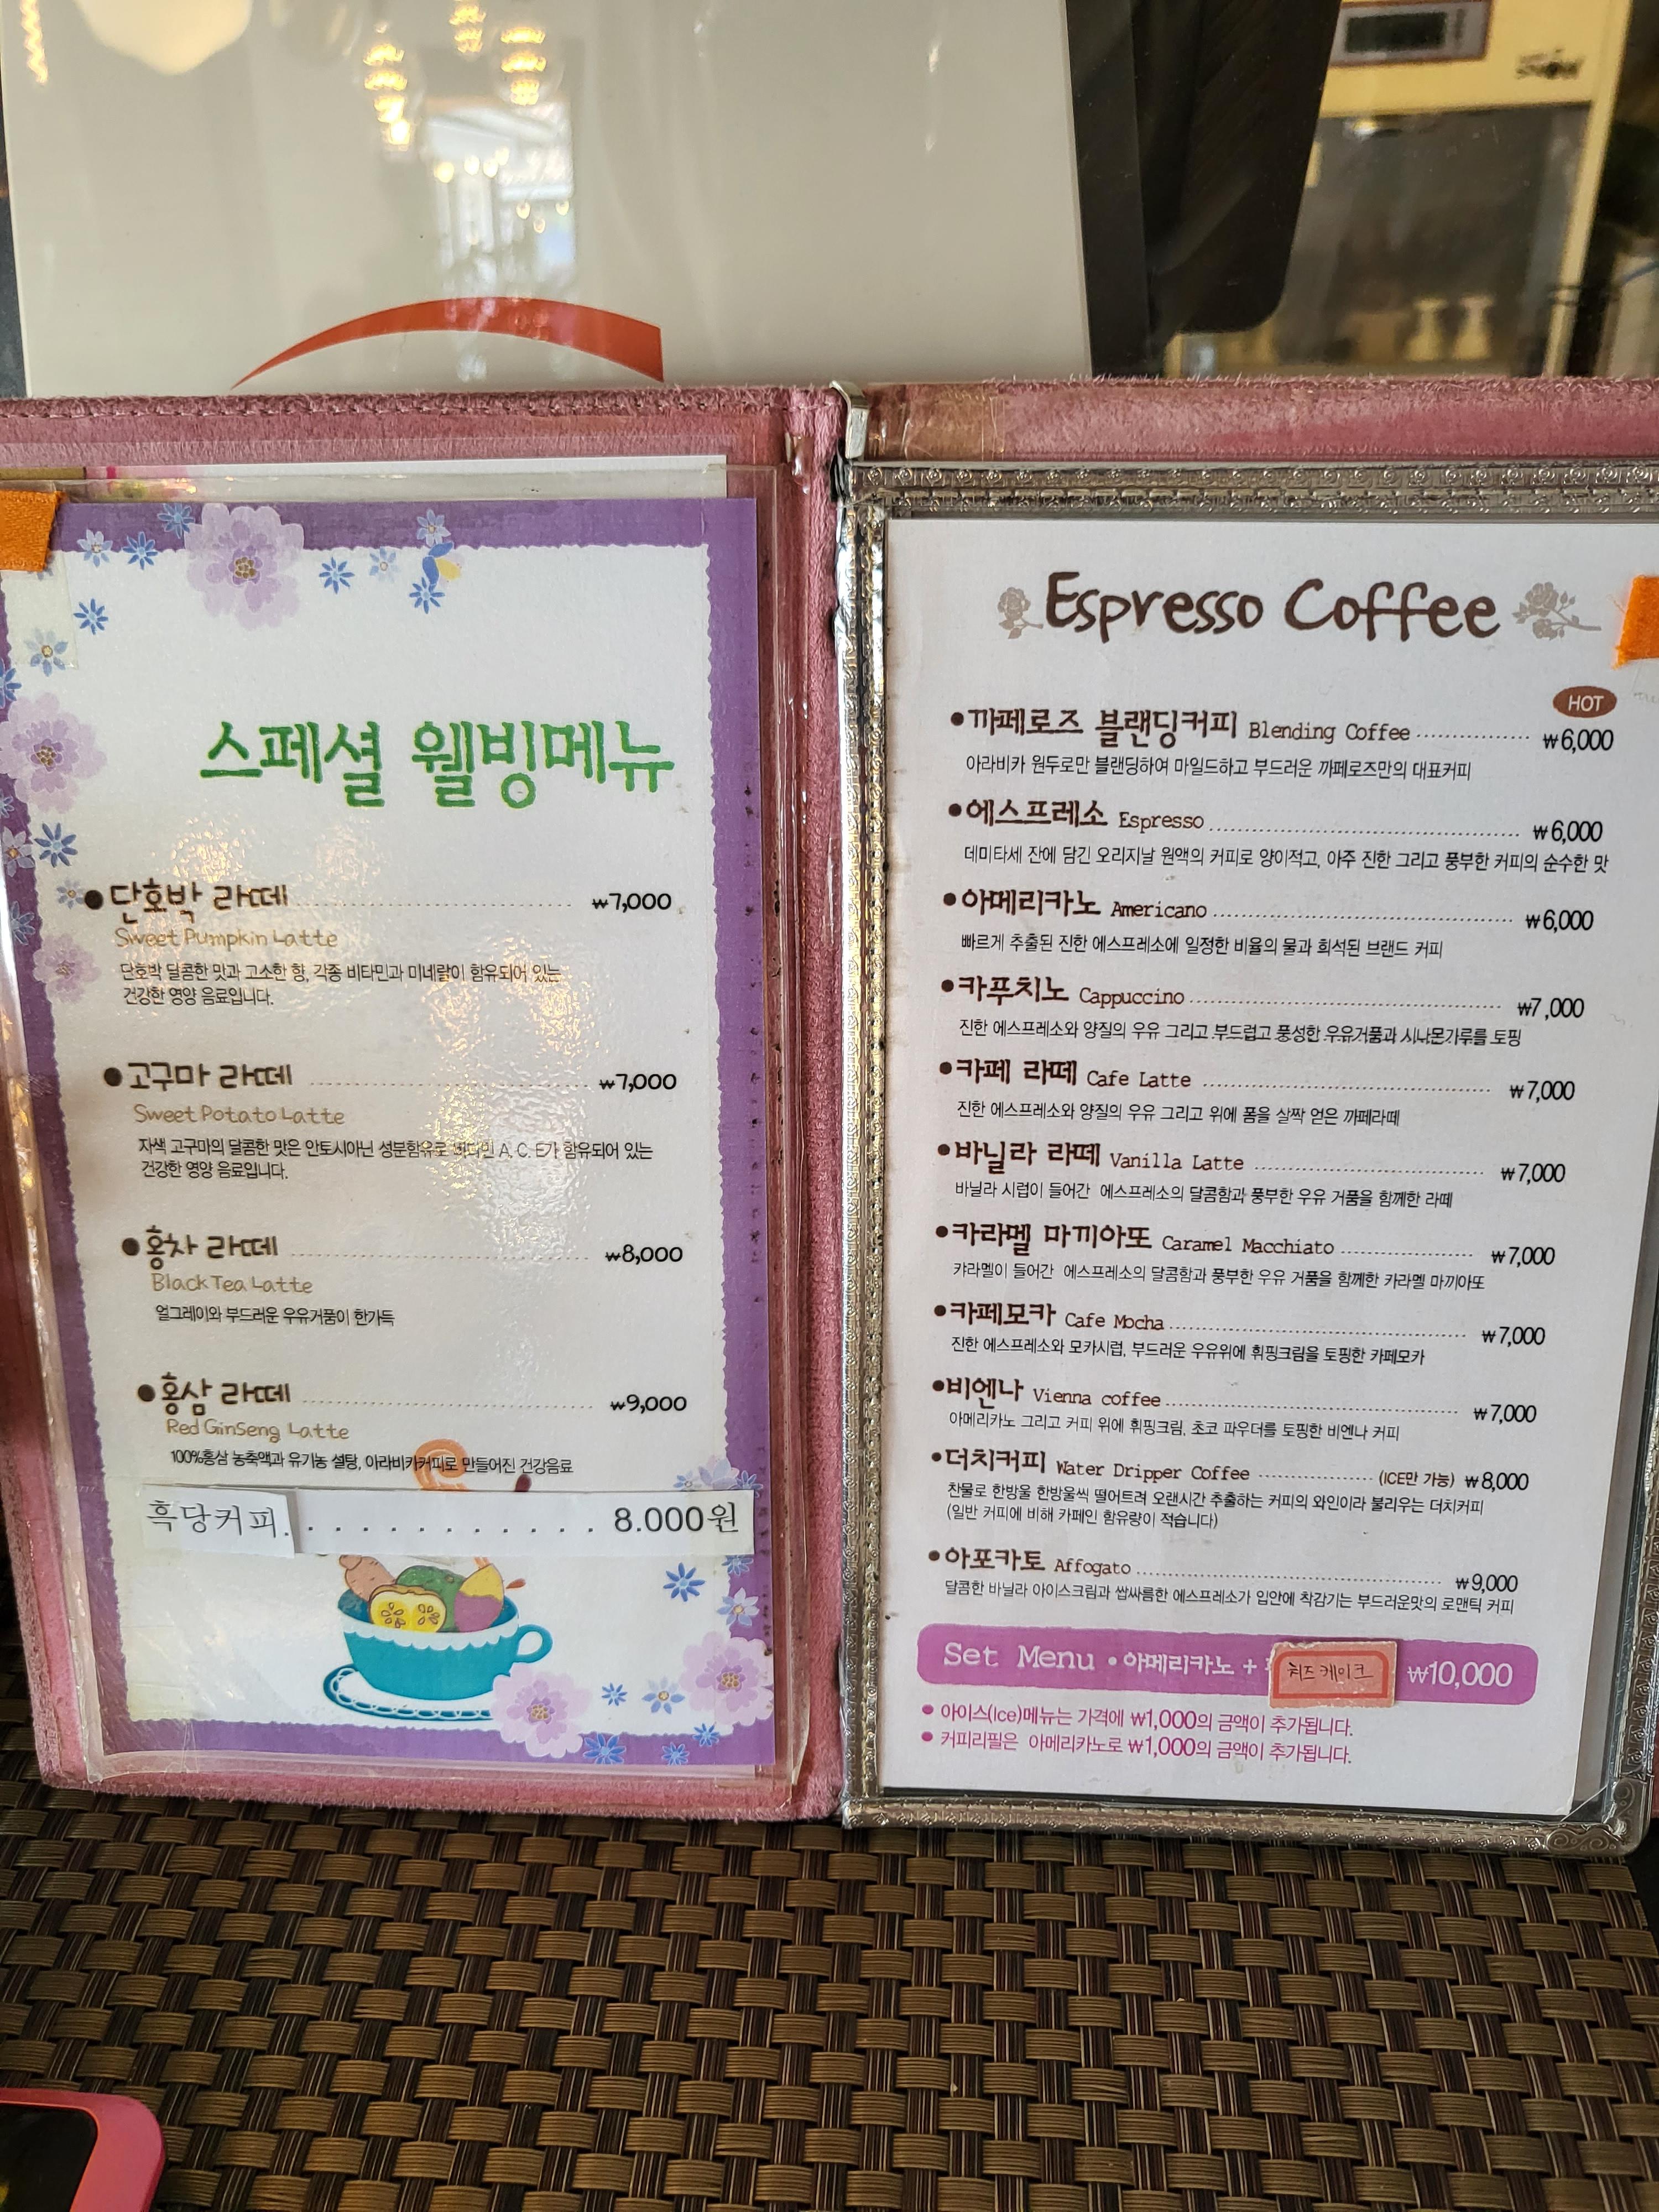 스페셜 웰빙메뉴
●단호박 라떼 ₩7,000
Sweet Pumpkin Latte
단호박 달콤한 맛과 고소한 향, 각종 비타민과 미네랄이 함유되어 있는
건강한 영양 음료입니다.
●고구마 라떼 ₩7,000
Sweet Potato Latte
자색 고구마의 달콤한 맛은 안토시아닌 성분함유로 비타민 A. C. E가 함유되어 있는
건강한 영양 음료입니다.
●홍차 라떼 ₩8,000
Black Tea Latte
얼그레이와 부드러운 우유거품이 한가득
●홍삼 라떼 ₩9,000
Red GinSeng Latte
100%홍삼 농축액과 유기농 설탕, 아라비카커피로 만들어진 건강음료
흑당커피. . . . . . . . . . . . . 8.000원
Espresso Coffee
HOT
●까페로즈 블랜딩커피 Blending Coffee ₩6,000
아라비카 원두로만 블랜딩하여 마일드하고 부드러운 까페로즈만의 대표커피
●에스프레소 Espresso ₩6,000
데미타세 잔에 담긴 오리지날 원액의 커피로 양이적고, 아주 진한 그리고 풍부한 커피의 순수한 맛
●아메리카노 Americano ₩6,000
빠르게 추출된 진한 에스프레소에 일정한 비율의 물과 희석된 브랜드 커피
●카푸치노 Cappuccino ₩7,000
진한 에스프레소와 양질의 우유 그리고 부드럽고 풍성한 우유거품과 시나몬가루를 토핑
●카페 라떼 Cafe Latte ₩7,000
진한 에스프레소와 양질의 우유 그리고 위에 폼을 살짝 얹은 까페라떼
●바닐라 라떼 Vanilla Latte ₩7,000
바닐라 시럽이 들어간 에스프레소의 달콤함과 풍부한 우유 거품을 함께한 라떼
●카라멜 마끼아또 Caramel Macchiato ₩7,000
캬라멜이 들어간 에스프레소의 달콤함과 풍부한 우유 거품을 함께한 카라멜 마끼아또
●카페모카 Cafe Mocha ₩7,000
진한 에스프레소와 모카시럽, 부드러운 우유위에 휘핑크림을 토핑한 카페모카
●비엔나 Vienna coffee ₩7,000
아메리카노 그리고 커피 위에 휘핑크림, 초코 파우더를 토핑한 비엔나 커피
●더치커피 Water Dripper Coffee (ICE만 가능) ₩8,000
찬물로 한방울 한방울씩 떨어트려 오랜시간 추출하는 커피의 와인이라 불리우는 더치커피
(일반 커피에 비해 카페인 함유량이 적습니다)
●아포카토 Affogato ₩9,000
달콤한 바닐라 아이스크림과 쌉싸름한 에스프레소가 입안에 착감기는 부드러운맛의 로맨틱 커피
Set Menu •아메리카노 + 치즈케이크 ₩10,000
● 아이스(Ice)메뉴는 가격에 ₩1,000의 금액이 추가됩니다.
● 커피리필은 아메리카노로 ₩1,000의 금액이 추가됩니다.